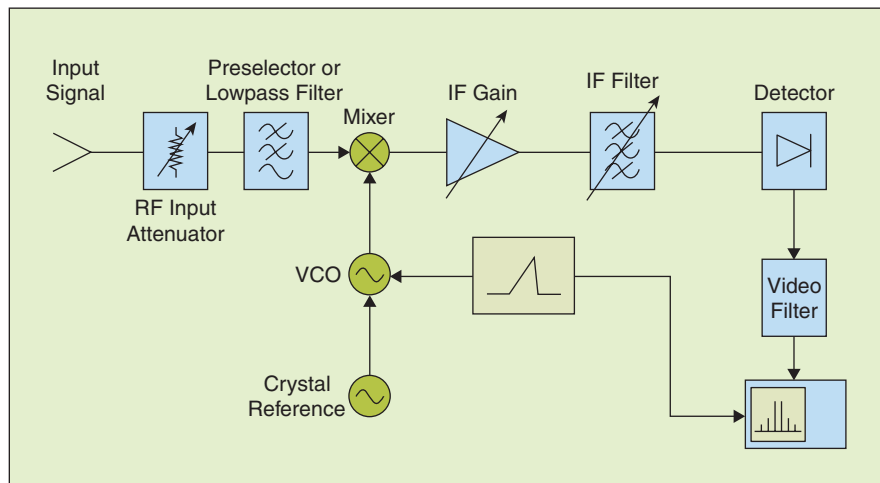 Input
Signal
Preselector or
Lowpass Filter
Mixer
IF Gain
IF Filter
Detector
RF Input
Attenuator
VCO
Video
Filter
Crystal
Reference